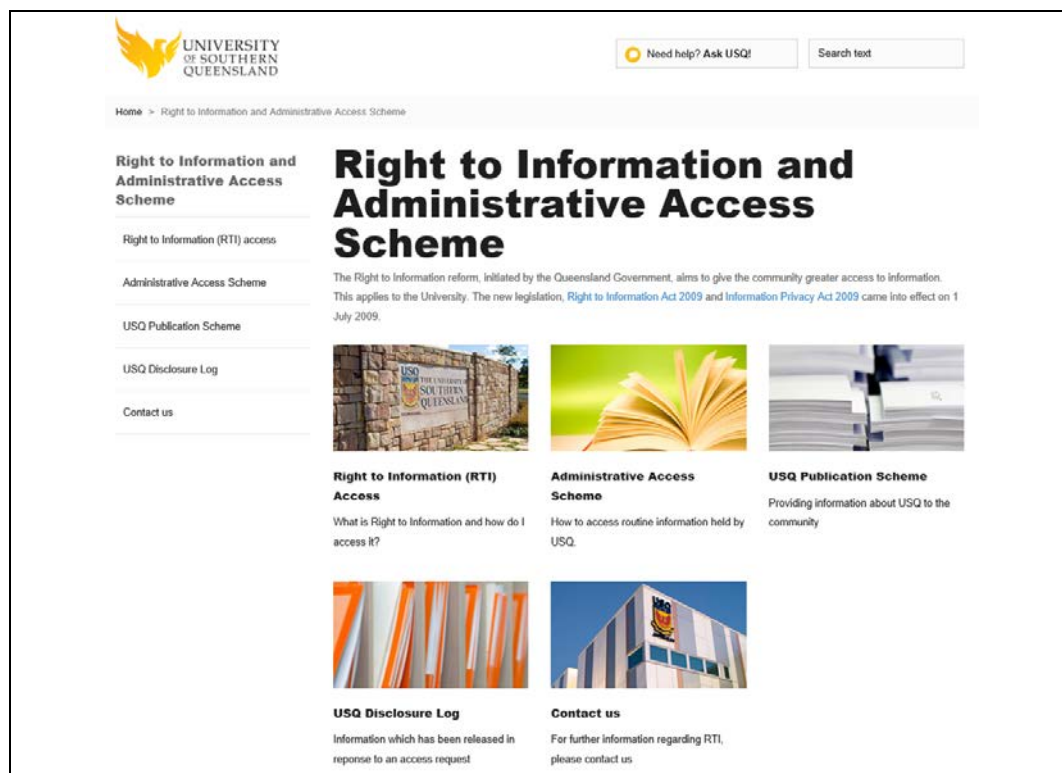 UNIVERSITY
OF SOUTHERN
QUEENSLAND
Need help? Ask USQ!
Search text
Home > Right to Information and Administrative Access Scheme
Right to Information and
Administrative Access
Scheme
Right to Information (RTI) access
Administrative Access Scheme
USQ Publication Scheme
USQ Disclosure Log
Contact us
Right to Information and
Administrative Access
Scheme
The Right to Information reform, initiated by the Queensland Government, aims to give the community greater access to information.
This applies to the University. The new legislation, Right to Information Act 2009 and Information Privacy Act 2009 came into effect on 1
July 2009.
USQ
THE UNIVERSITY OF
SOUTHERN
QUEENSLAND
Right to Information (RTI)
Access
What is Right to Information and how do I
access it?
Administrative Access
Scheme
How to access routine information held by
USQ.
USQ Publication Scheme
Providing information about USQ to the
community
USQ
USQ Disclosure Log
Information which has been released in
reponse to an access request
Contact us
For further information regarding RTI,
please contact us